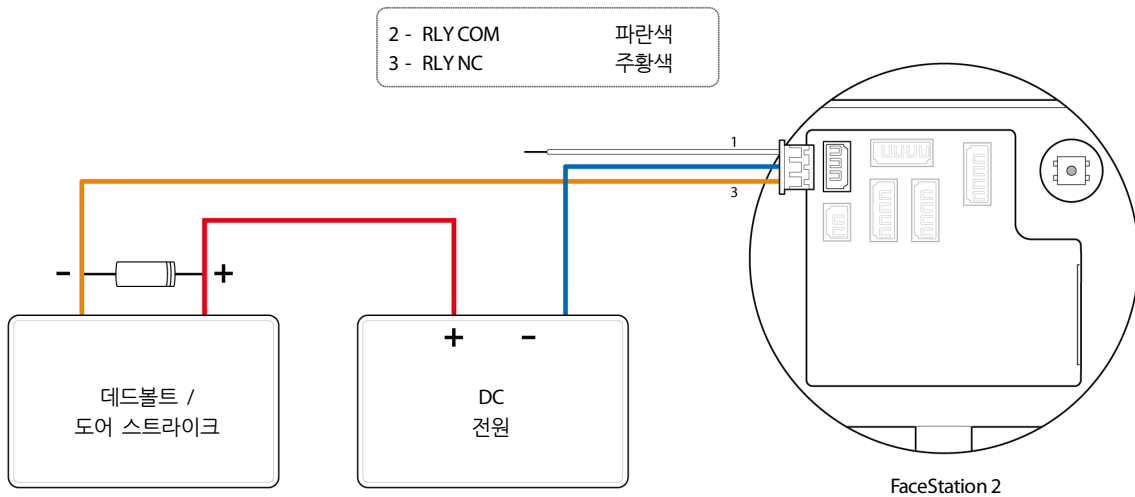 2 - RLY COM 파란색
3 - RLY NC 주황색
1
3
- +
+ -
데드볼트 /
도어 스트라이크
DC
전원
FaceStation 2